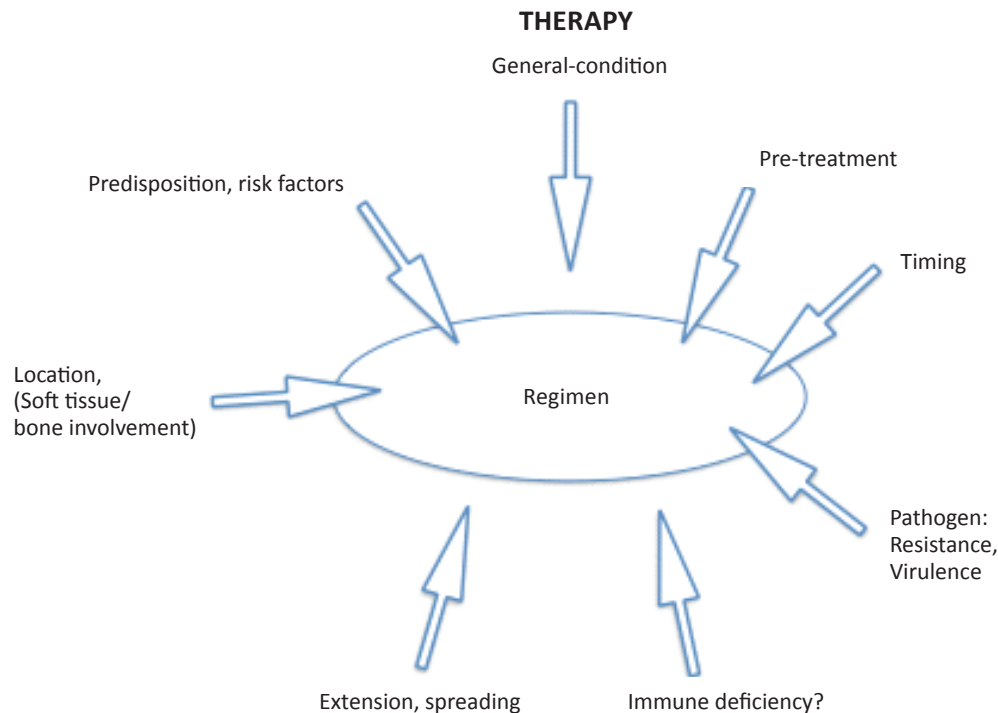 THERAPY
General-condition
Pre-treatment
Predisposition, risk factors
Timing
Location,
(Soft tissue/
bone involvement)
Regimen
Pathogen:
Resistance,
Virulence
Extension, spreading
Immune deficiency?